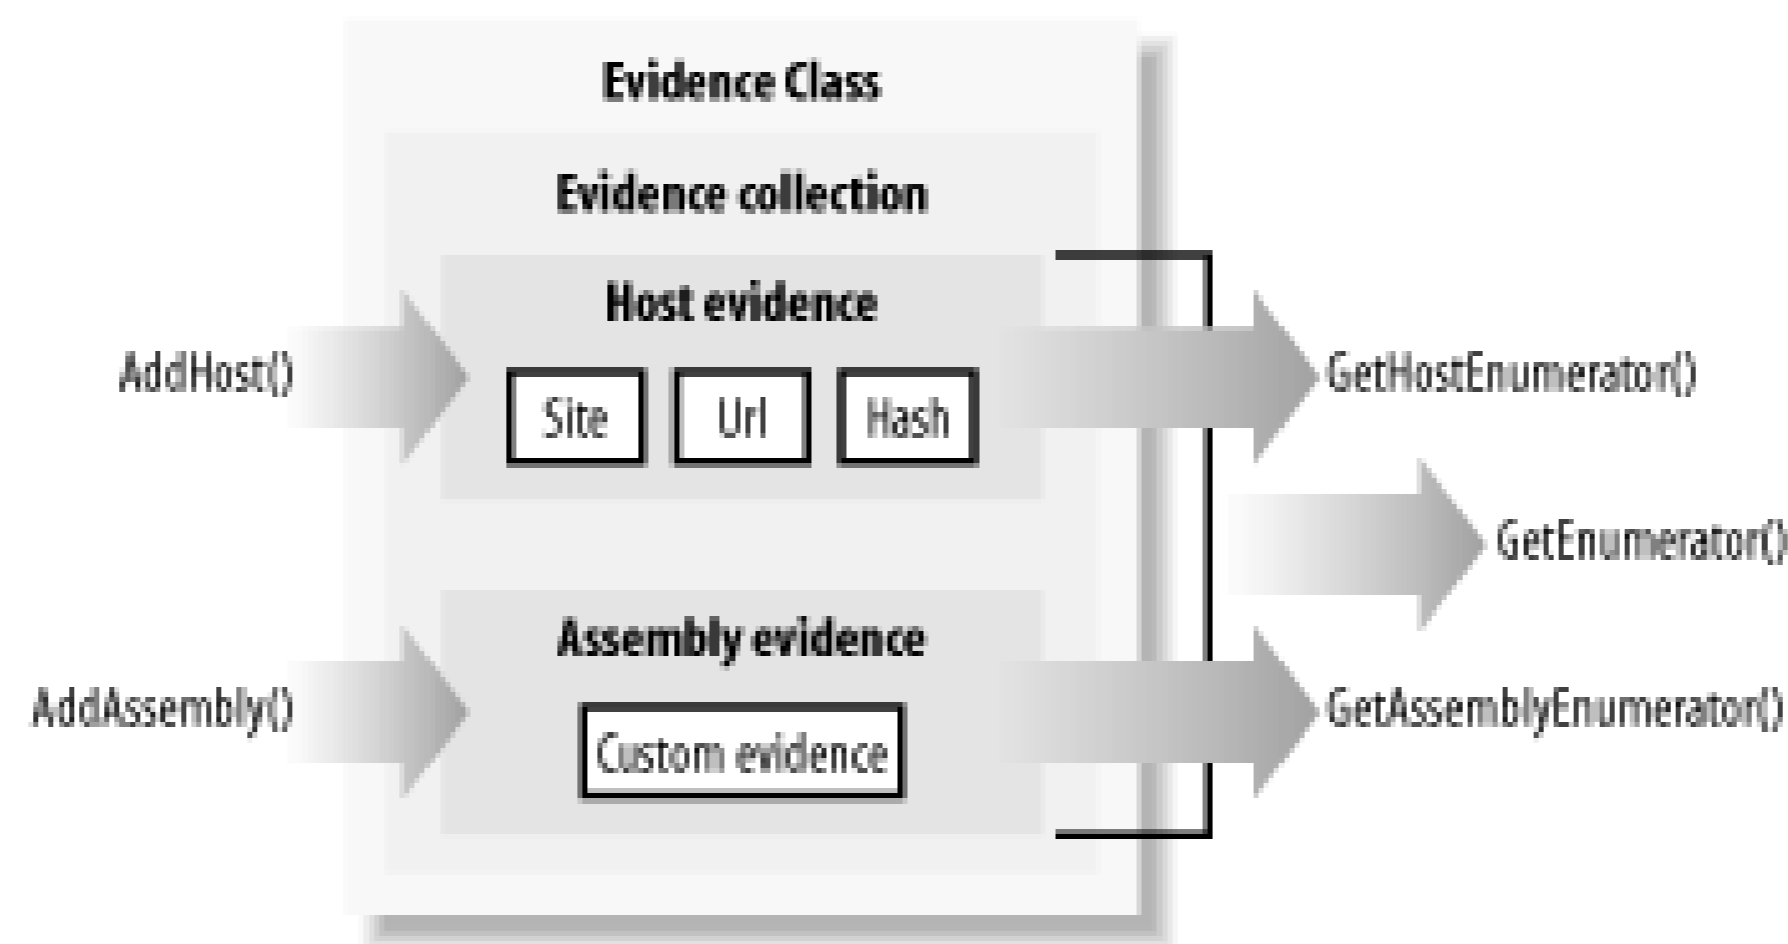 Evidence Class
Evidence collection
Host evidence
AddHost()
Site
Url
Hash
GetHostEnumerator()
GetEnumerator()
Assembly evidence
AddAssembly()
Custom evidence
GetAssemblyEnumerator()